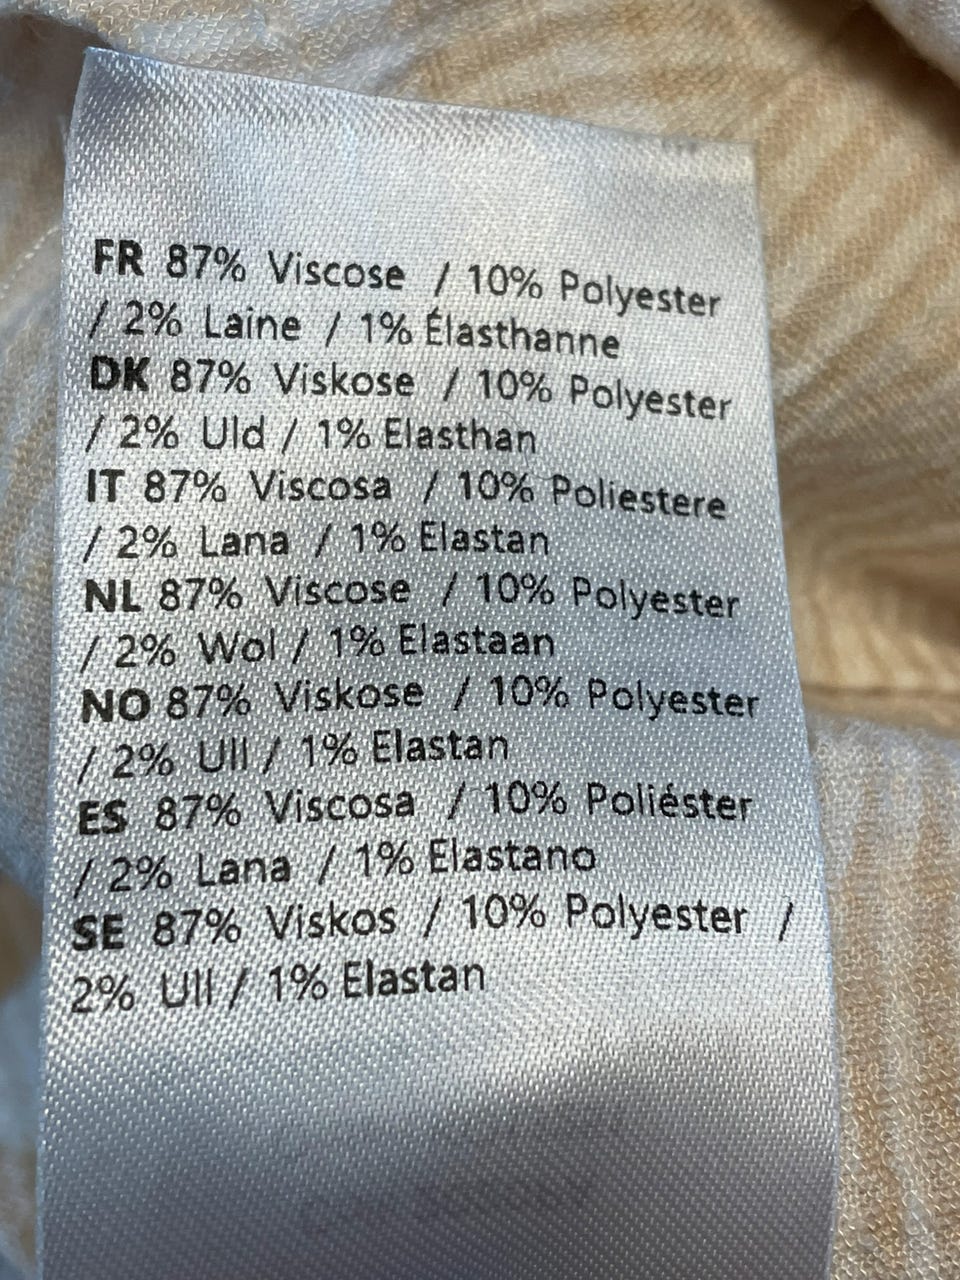 FR 87% Viscose / 10% Polyester
/ 2% Laine / 1% Élasthanne
DK 87% Viskose / 10% Polyester
/ 2% Uld / 1% Elasthan
IT 87% Viscosa / 10% Poliestere
/ 2% Lana / 1% Elastan
NL 87% Viscose / 10% Polyester
/ 2% Wol / 1% Elastaan
NO 87% Viskose / 10% Polyester
/ 2% Ull / 1% Elastan
ES 87% Viscosa / 10% Poliéster
/ 2% Lana / 1% Elastano
SE 87% Viskos / 10% Polyester /
2% Ull / 1% Elastan